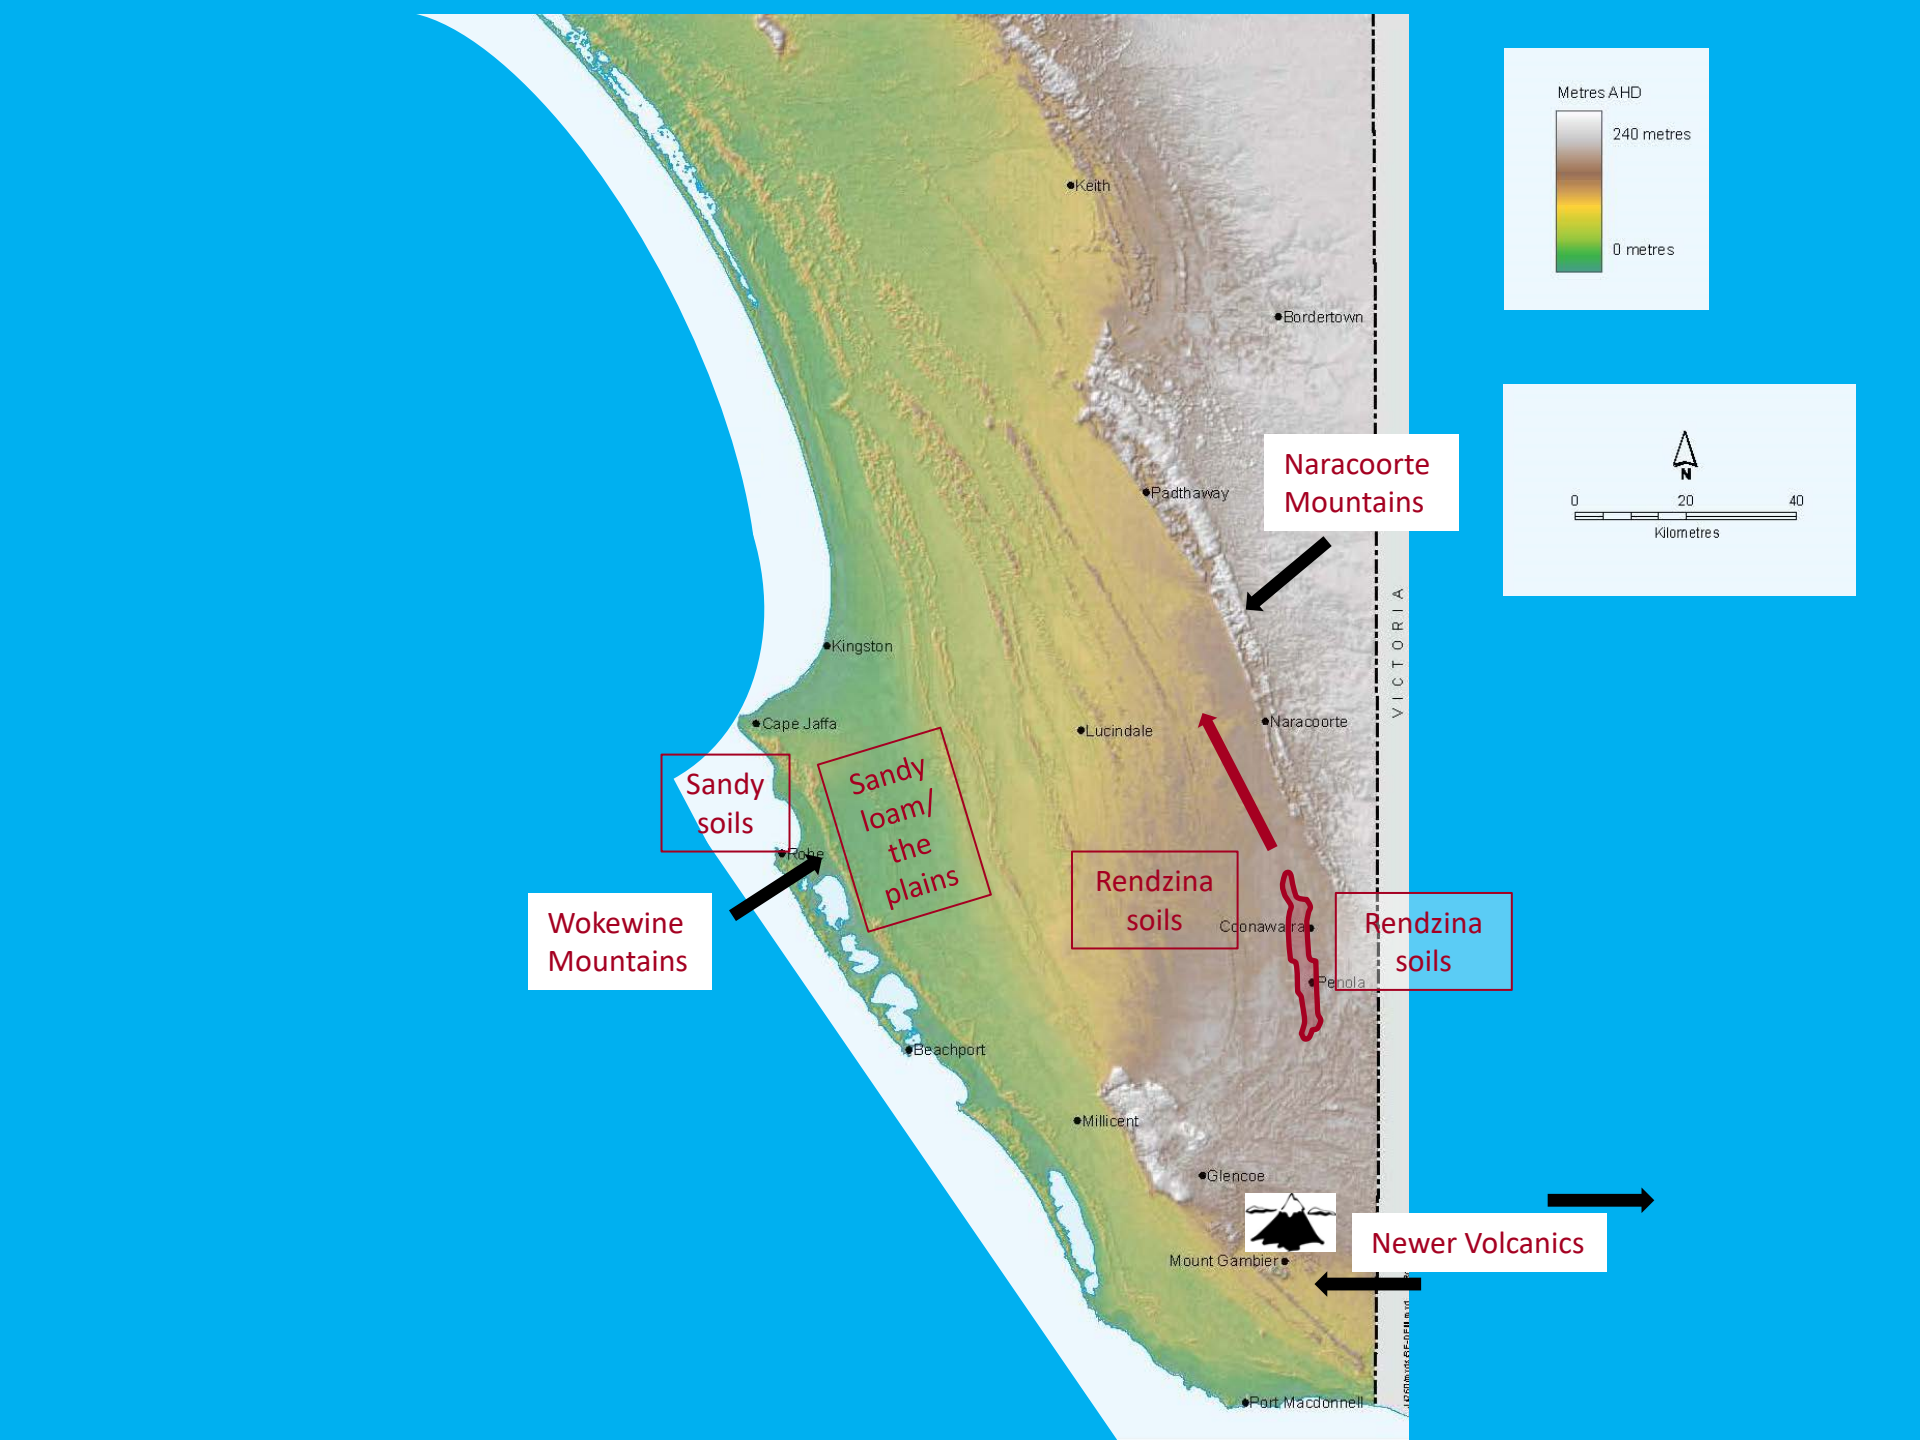 Metres AHD
240 metres
0 metres
Keith
Bordertown
N
0 20 40
Kilometres
Naracoorte
Mountains
Padthaway
VICTORIA
Kingston
Cape Jaffa
Lucindale
Naracoorte
Sandy
soils
Sandy
loam/
the
plains
Robe
Rendzina
soils
Rendzina
soils
Wokewine
Mountains
Coonawarra
Penola
Beachport
Millicent
Glencoe
Newer Volcanics
Mount Gambier
Port Macdonnell